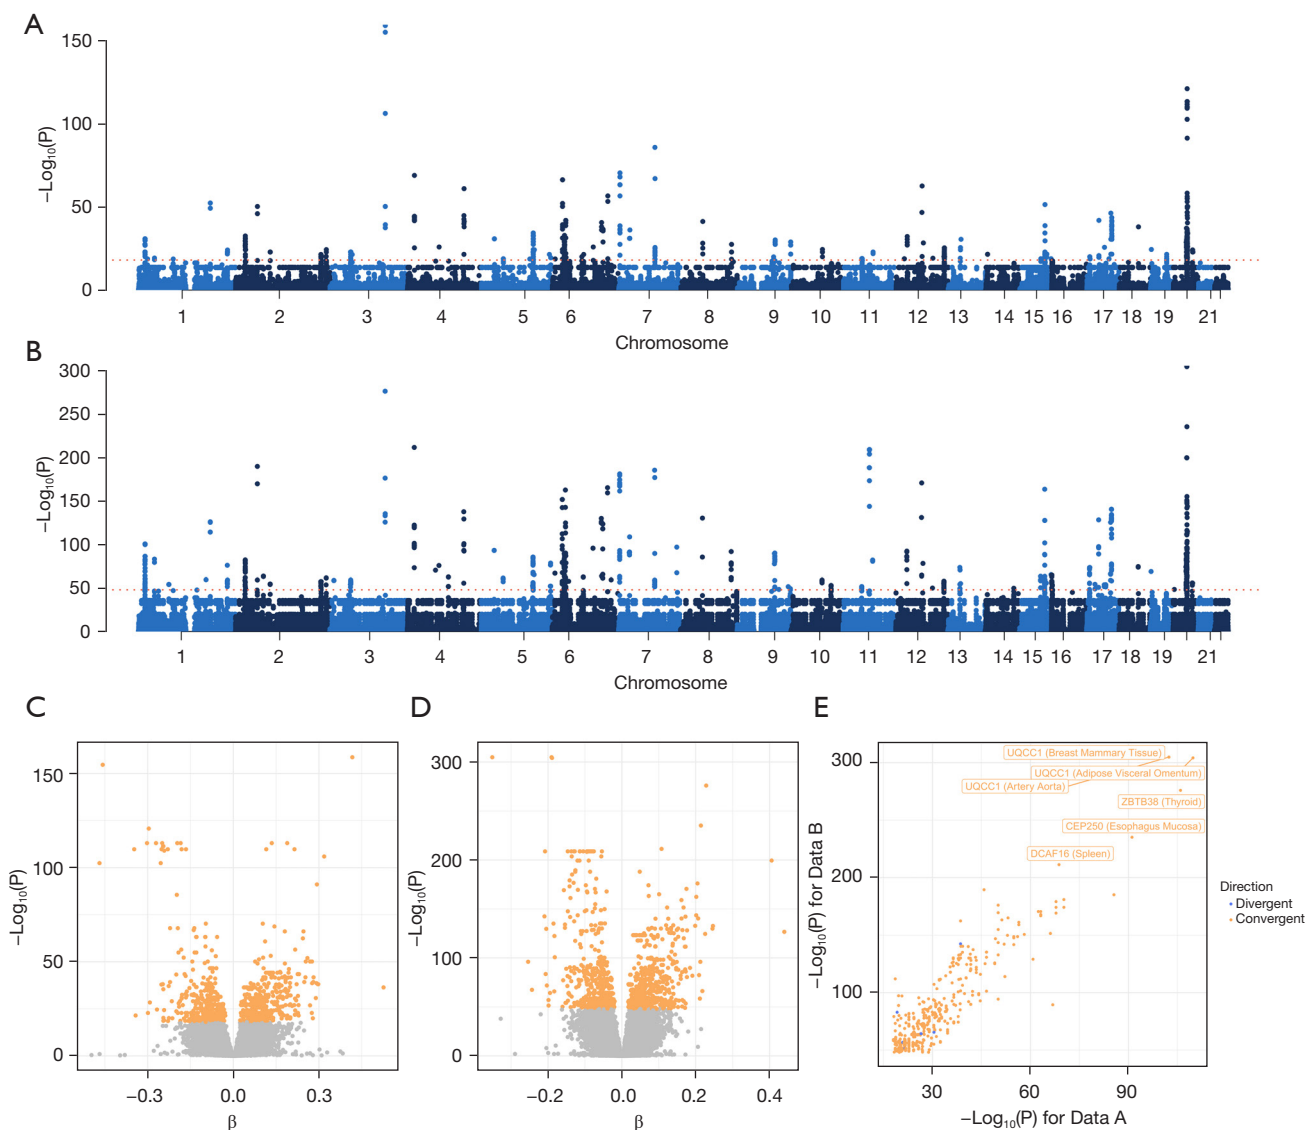 A
150
100
50
0
−Log10(P)
1 2 3 4 5 6 7 8 9 10 11 12 13 14 15 16 17 18 19 21
Chromosome
B
300
250
200
150
100
50
0
−Log10(P)
1 2 3 4 5 6 7 8 9 10 11 12 13 14 15 16 17 18 19 21
Chromosome
C
150
100
50
0
−Log10(P)
−0.3 0.0 0.3
β
D
300
200
100
0
−Log10(P)
−0.2 0.0 0.2 0.4
β
E
300
200
100
−Log10(P) for Data B
UQCC1 (Breast Mammary Tissue)
UQCC1 (Adipose Visceral Omentum)
UQCC1 (Artery Aorta)
ZBTB38 (Thyroid)
CEP250 (Esophagus Mucosa)
DCAF16 (Spleen)
30 60 90
−Log10(P) for Data A
Direction
Divergent
Convergent